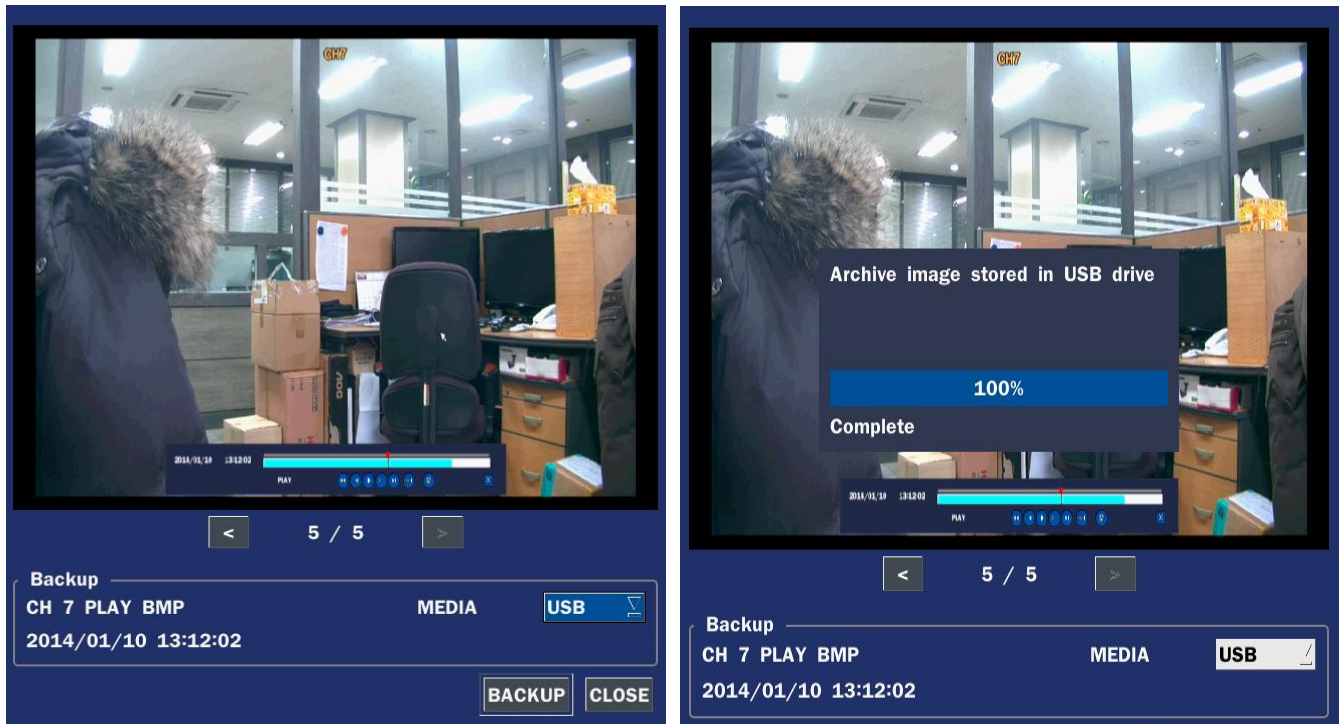 CH7
2014/01/10 13:12:02
PLAY
X
< 5 / 5 >
Backup
CH 7 PLAY BMP MEDIA USB
2014/01/10 13:12:02
BACKUP CLOSE
CH7
Archive image stored in USB drive
100%
Complete
2014/01/10 13:12:02
PLAY
X
< 5 / 5 >
Backup
CH 7 PLAY BMP MEDIA USB
2014/01/10 13:12:02